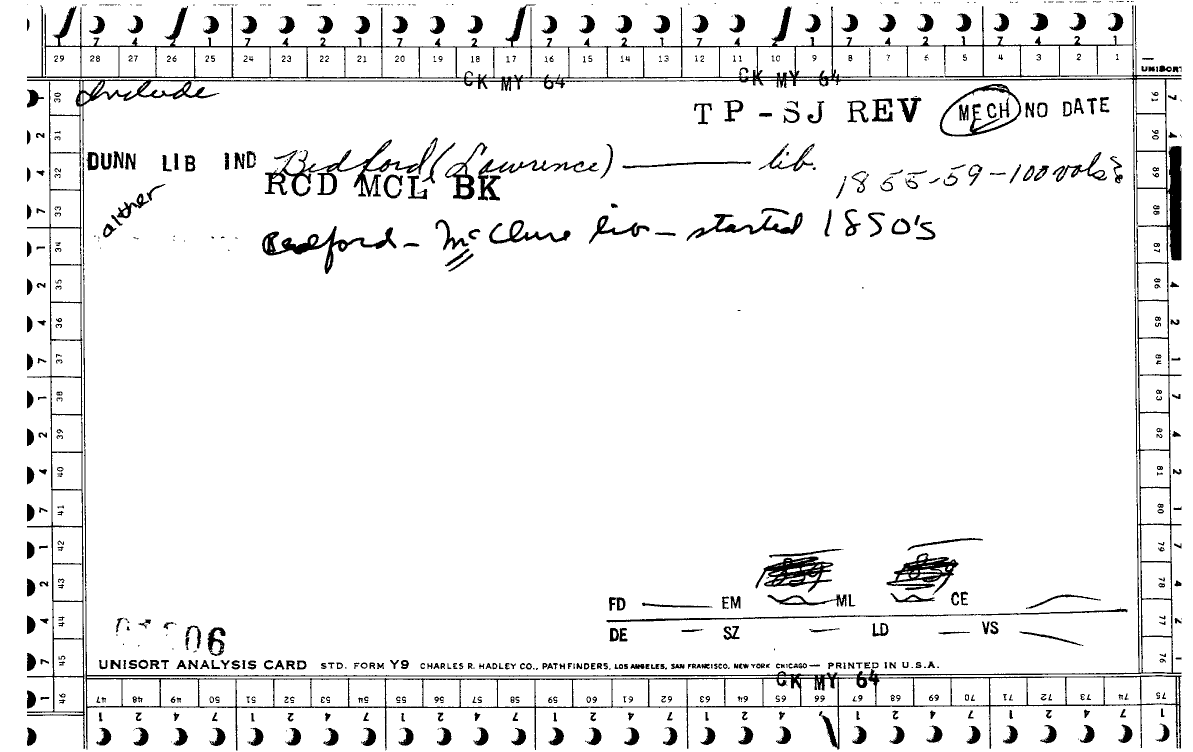 7 4 2 1 7 4 2 1 7 4 2 1 7 4 2 1 7 4 2 1 7 4 2 1 7 4 2 1
29 28 27 26 25 24 23 22 21 20 19 18 17 16 15 14 13 12 11 10 9 8 7 6 5 4 3 2 1
CK MY 64 CK MY 64
UNISORT
Include
TP-SJ REV MECH NO DATE
DUNN LIB IND Bedford (Lawrence) — lib.
1855-59-100 vols
RCD MCL BK
alther
Bedford - McClure lib - started 1850's
30 31 32 33 34 35 36 37 38 39 40 41 42 43 44 45 46
91 90 89 88 87 86 85 84 83 82 81 80 79 78 77 76 75
1859 1859
FD — EM ML CE
DE — SZ — LD — VS
06
UNISORT ANALYSIS CARD STD. FORM Y9 CHARLES R. HADLEY CO., PATHFINDERS, LOS ANGELES, SAN FRANCISCO, NEW YORK CHICAGO — PRINTED IN U.S.A.
CK MY 64
47 48 49 50 51 52 53 54 55 56 57 58 59 60 61 62 63 64 65 66 67 68 69 70 71 72 73 74
1 2 4 7 1 2 4 7 1 2 4 7 1 2 4 7 1 2 4 7 1 2 4 7 1 2 4 7